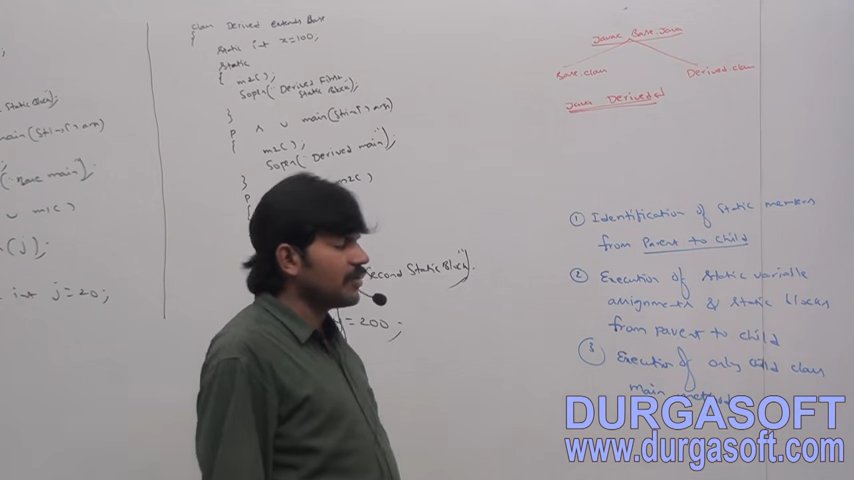 Static Block");
main(String[] args)
("Base main");
m1( )
(j);
int j=20;
class Derived extends Base
{
static int x=100;
static
{ m2( );
Sopln("Derived First
Static Block");
}
P s v main(String[] args)
{ m2( );
Sopln("Derived main");
}
m2( )
Second Static Block");
y=200;
Javac Base.Java
Base.class
Derived.class
Java Derived
① Identification of static members
from Parent to child
② Execution of static variable
assignments & static blocks
from parent to child
③ Execution of only child class
main method
DURGASOFT
www.durgasoft.com